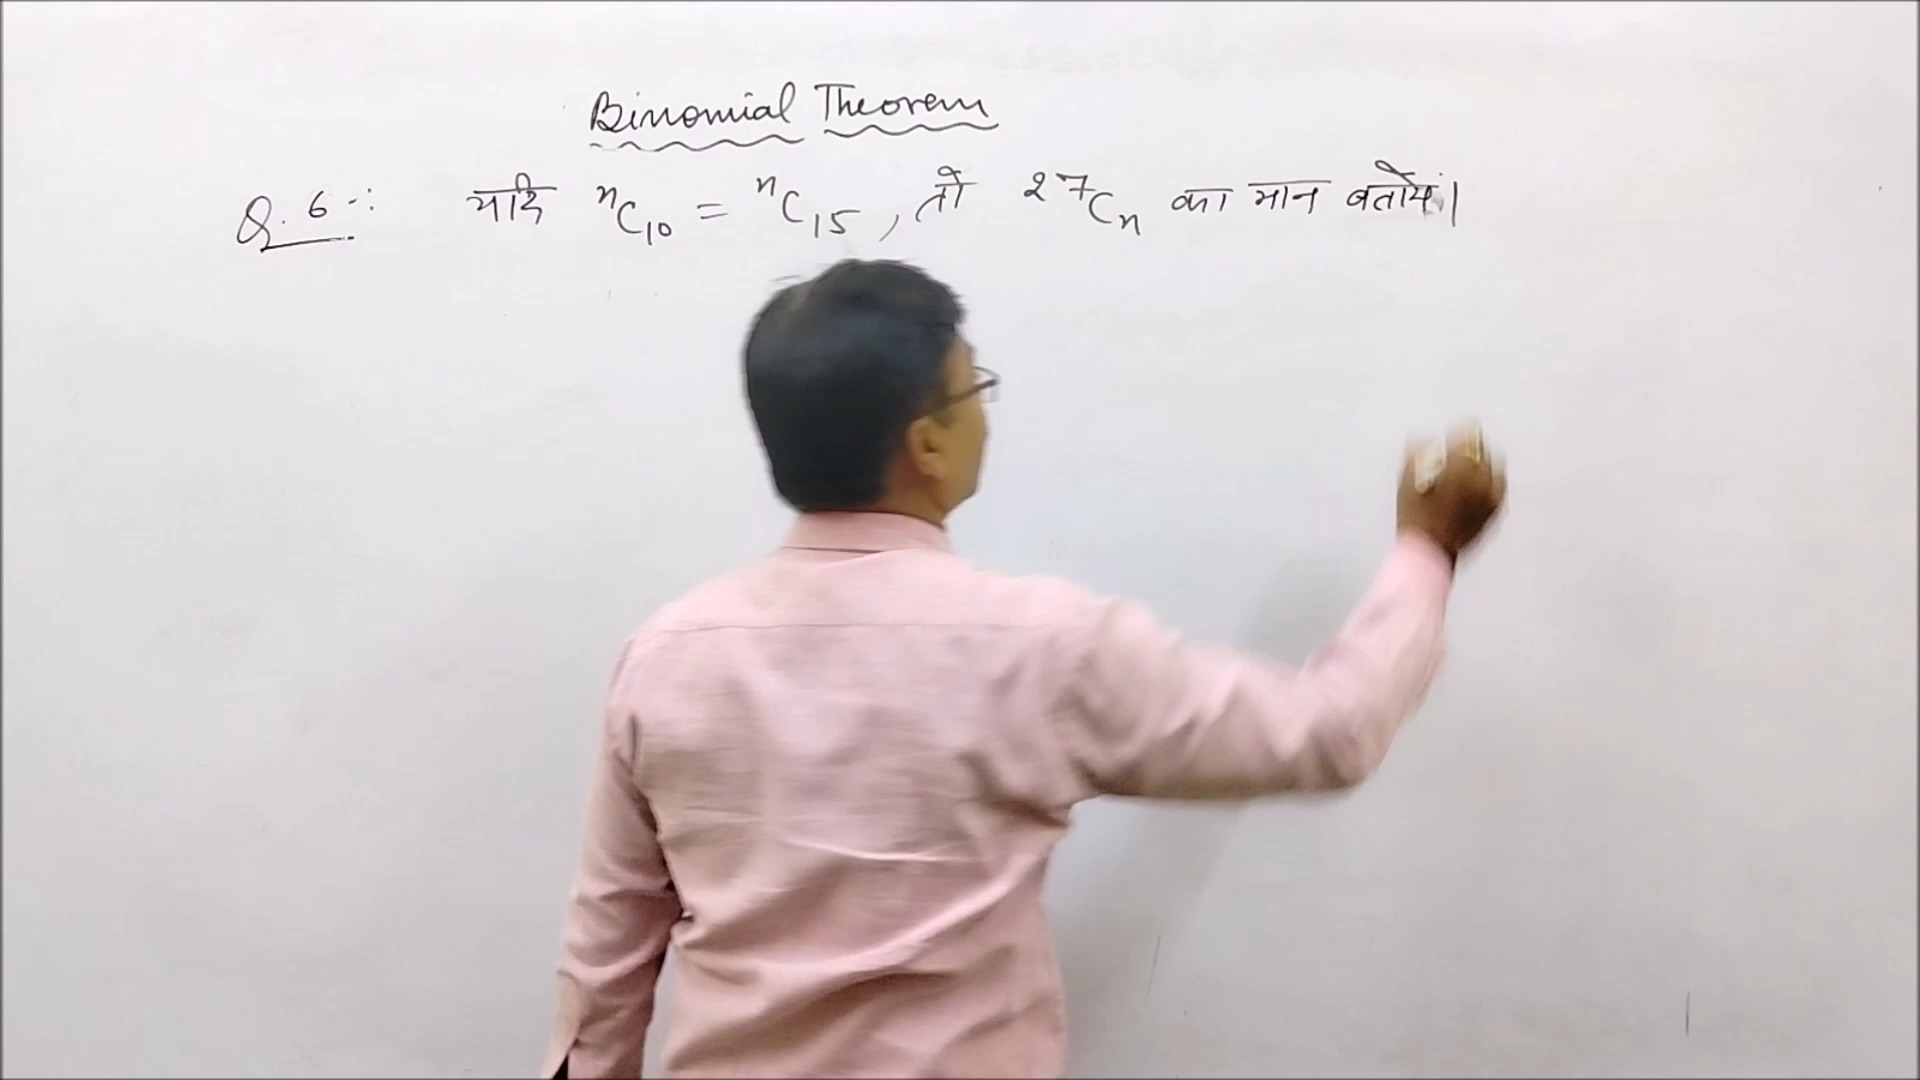 Binomial Theorem
Q. 6 -: यदि ⁿC₁₀ = ⁿC₁₅, तो ²⁷Cₙ का मान बतायें।